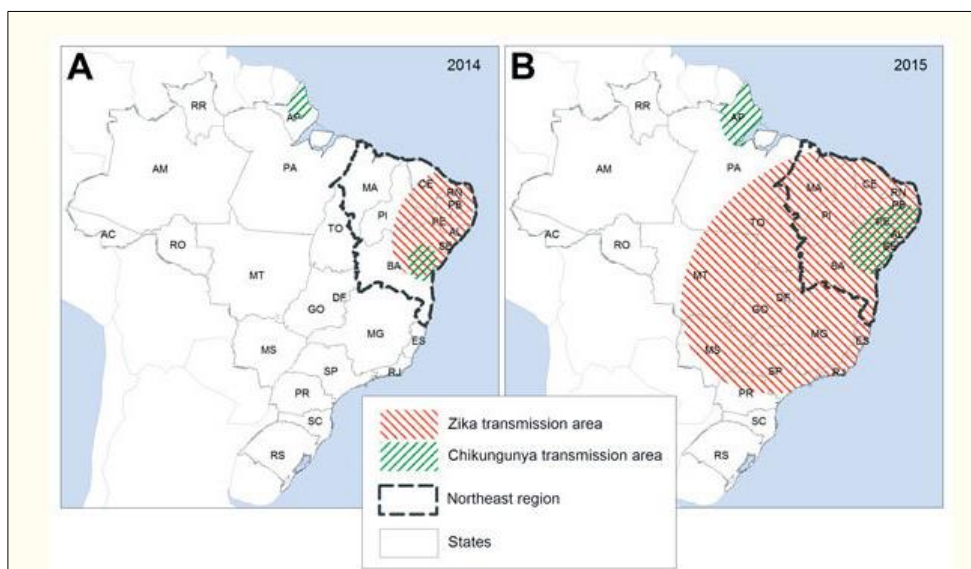 A
2014
RR
AP
AM
PA
MA
CE
RN
PB
PI
PE
AL
SE
AC
RO
TO
BA
MT
DF
GO
MG
ES
MS
SP
RJ
PR
SC
RS
B
2015
RR
AP
AM
PA
MA
CE
RN
PB
PI
PE
AL
SE
AC
RO
TO
BA
MT
DF
GO
MG
ES
MS
SP
RJ
PR
SC
RS
Zika transmission area
Chikungunya transmission area
Northeast region
States